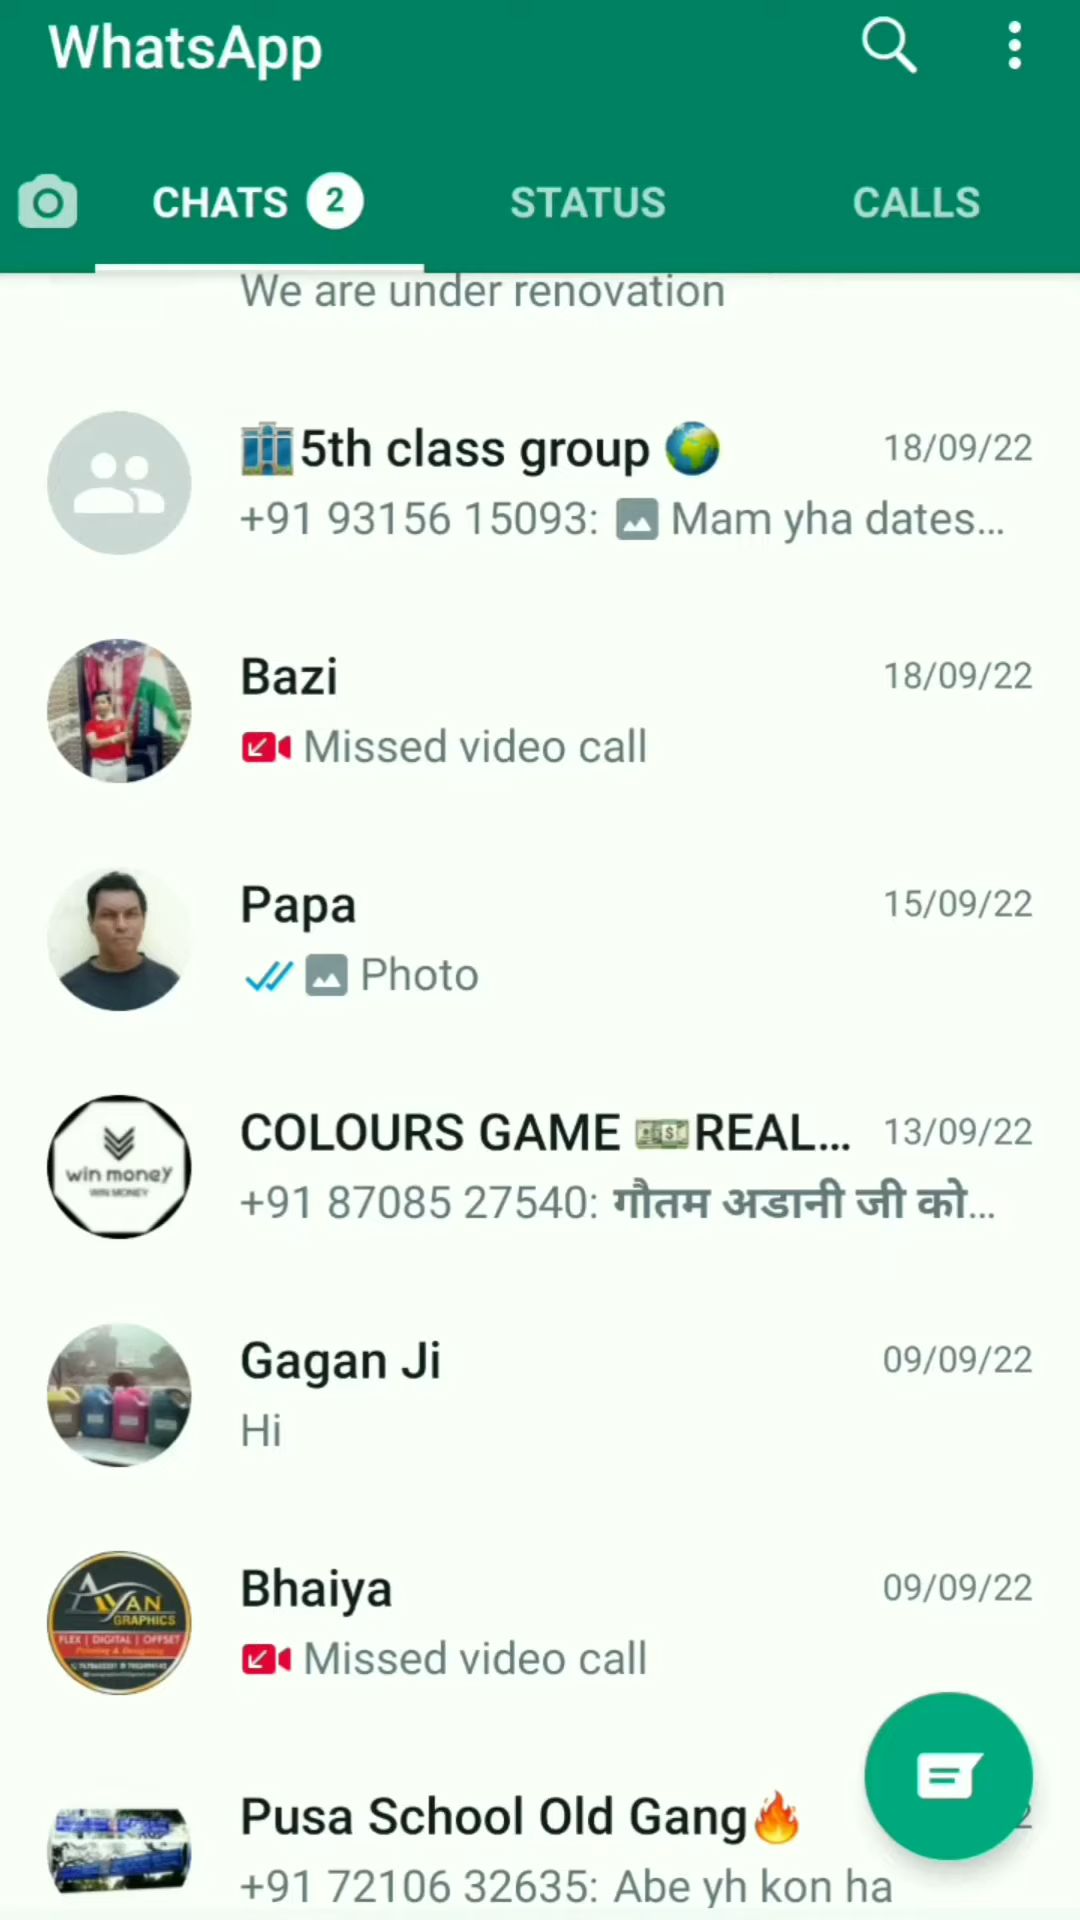 WhatsApp
CHATS 2 STATUS CALLS
We are under renovation
5th class group 18/09/22
+91 93156 15093: Mam yha dates...
Bazi 18/09/22
Missed video call
Papa 15/09/22
Photo
COLOURS GAME 💵REAL... 13/09/22
win money
WIN MONEY
+91 87085 27540: गौतम अडानी जी को...
Gagan Ji 09/09/22
Hi
Bhaiya 09/09/22
AYAN
GRAPHICS
FLEX | DIGITAL | OFFSET
Missed video call
Pusa School Old Gang🔥
+91 72106 32635: Abe yh kon ha